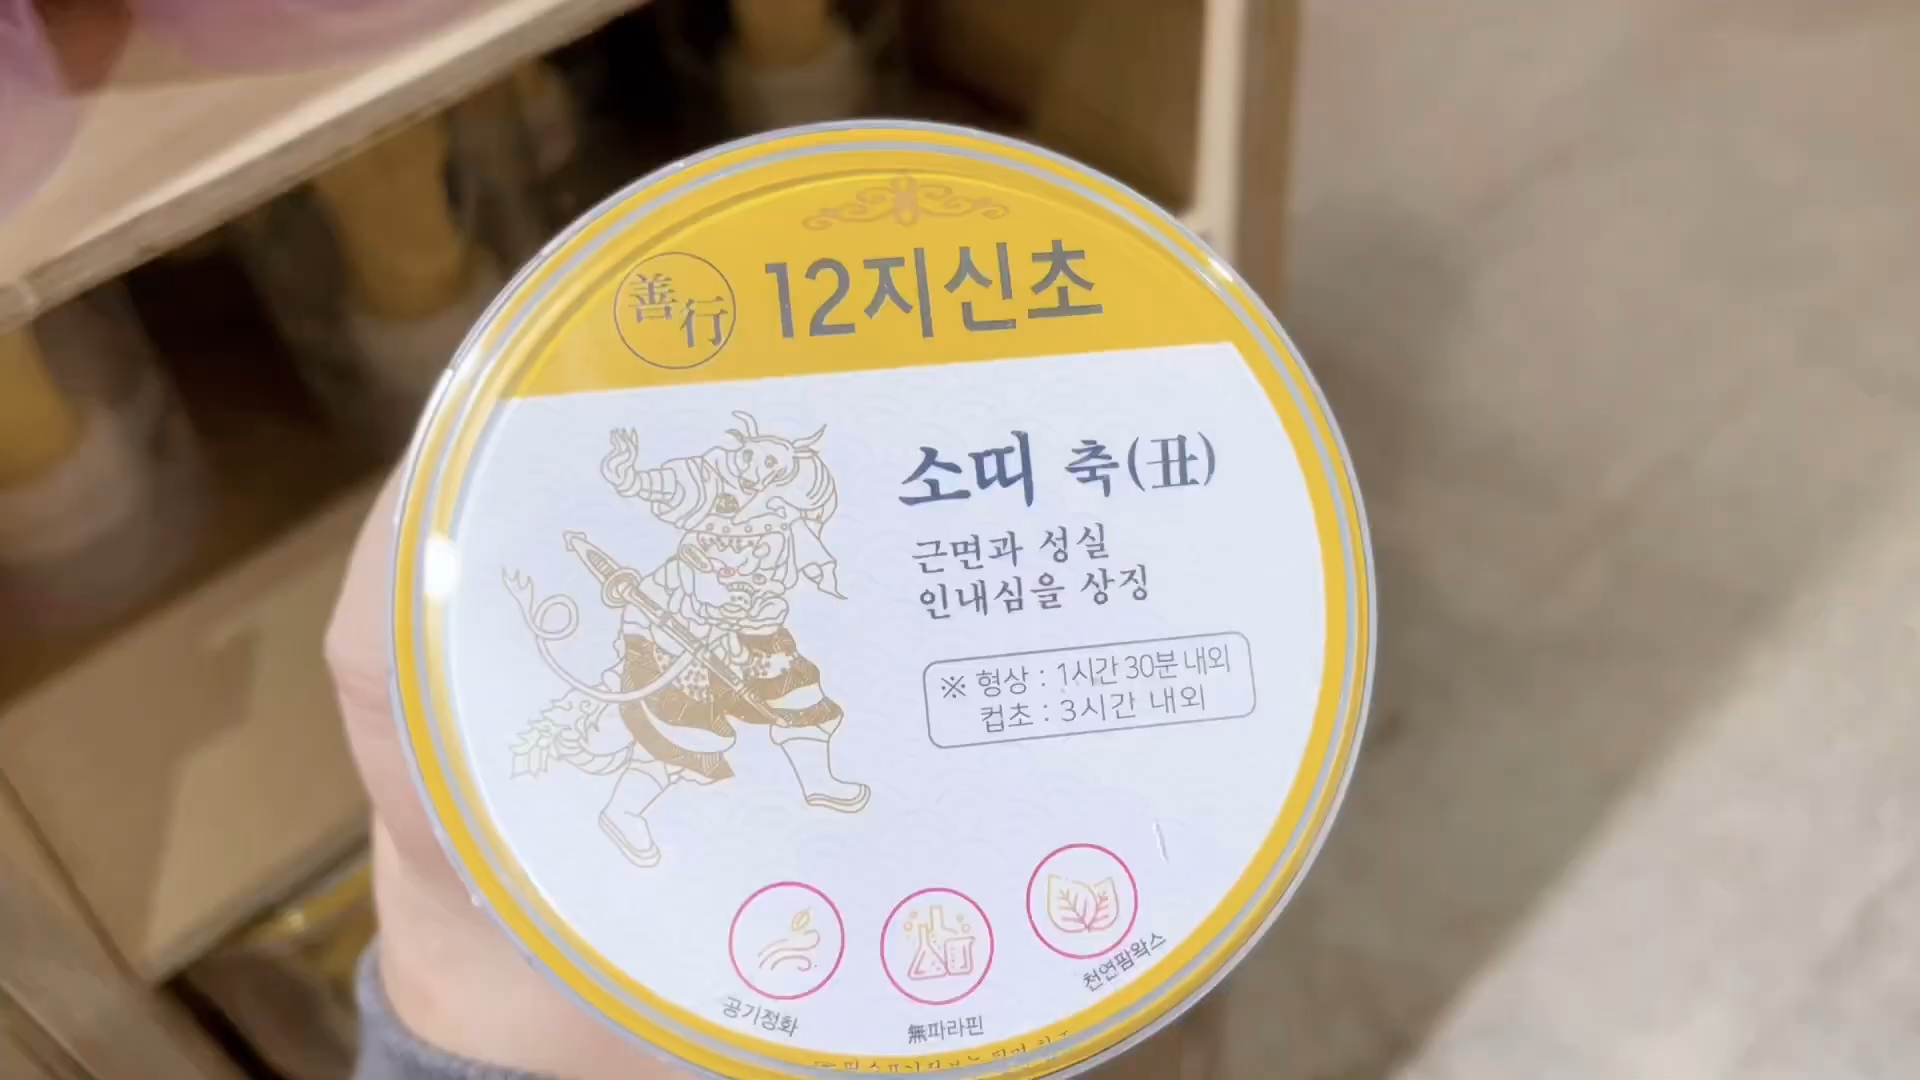 善行 12지신초
소띠 축(丑)
근면과 성실
인내심을 상징
※ 형상 : 1시간 30분 내외
컵초 : 3시간 내외
공기정화
無파라핀
천연팜왁스